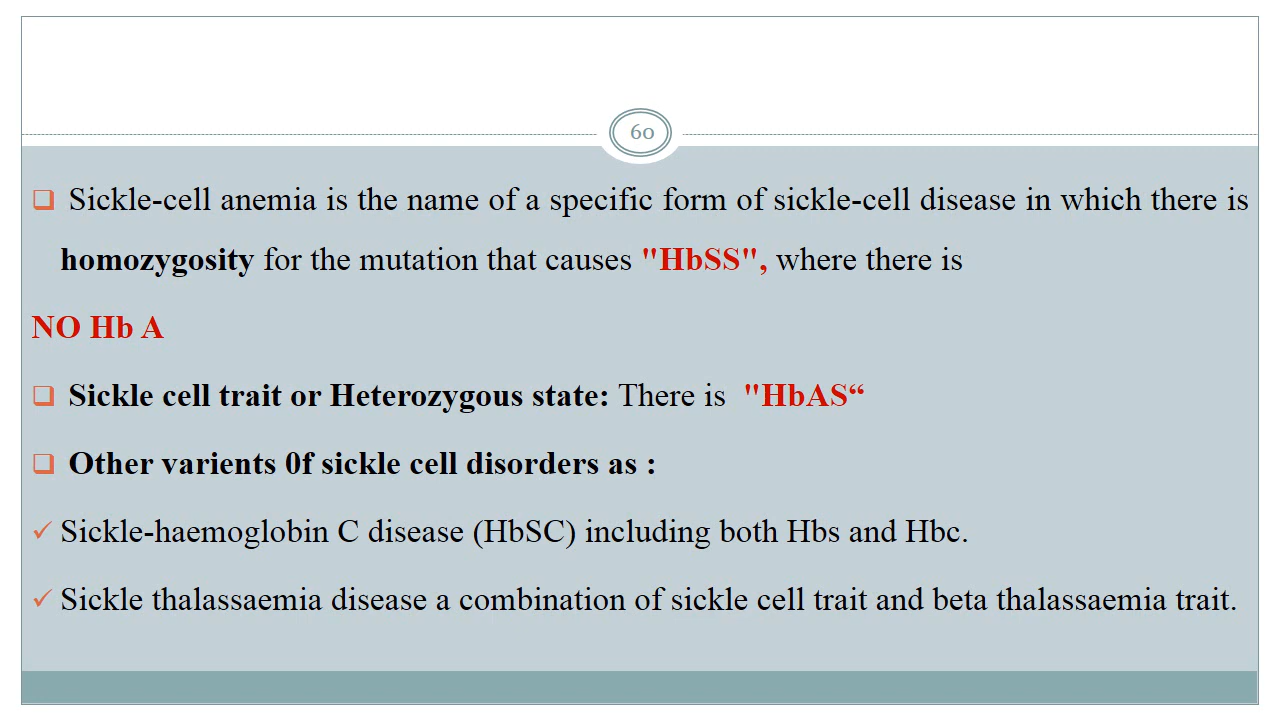 60
Sickle-cell anemia is the name of a specific form of sickle-cell disease in which there is
homozygosity for the mutation that causes "HbSS", where there is
NO Hb A
Sickle cell trait or Heterozygous state: There is "HbAS“
Other varients 0f sickle cell disorders as :
Sickle-haemoglobin C disease (HbSC) including both Hbs and Hbc.
Sickle thalassaemia disease a combination of sickle cell trait and beta thalassaemia trait.